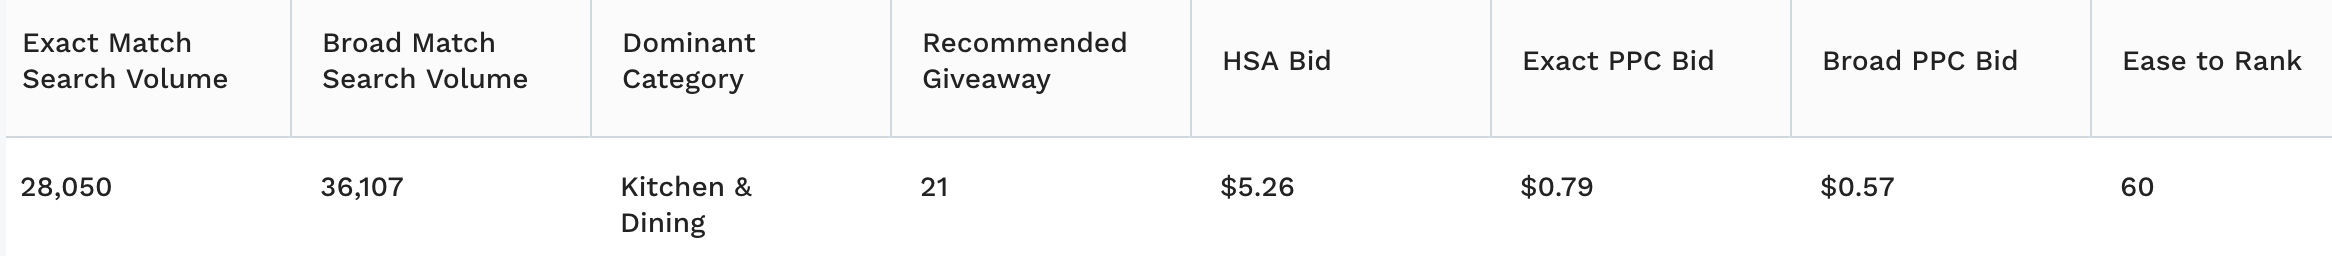 Exact Match
Search Volume
Broad Match
Search Volume
Dominant
Category
Recommended
Giveaway
HSA Bid
Exact PPC Bid
Broad PPC Bid
Ease to Rank
28,050
36,107
Kitchen &
Dining
21
$5.26
$0.79
$0.57
60